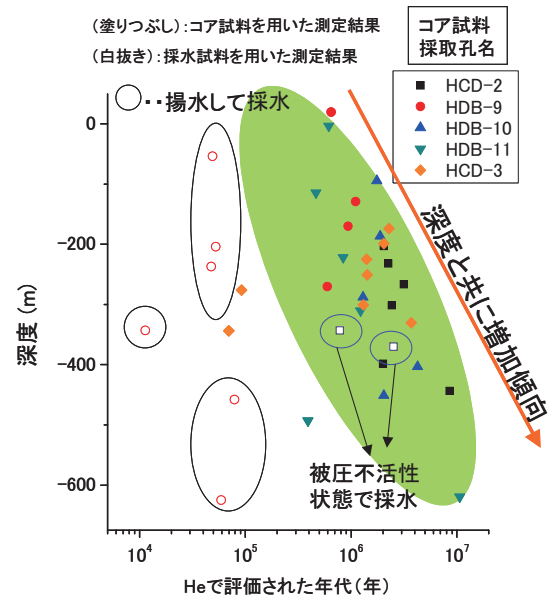 （塗りつぶし）：コア試料を用いた測定結果
（白抜き）：採水試料を用いた測定結果
コア試料
採取孔名
HCD-2
HDB-9
HDB-10
HDB-11
HCD-3
‥揚水して採水
0
−200
−400
−600
深度 (m)
深度と共に増加傾向
被圧不活性
状態で採水
10⁴
10⁵
10⁶
10⁷
Heで評価された年代（年）